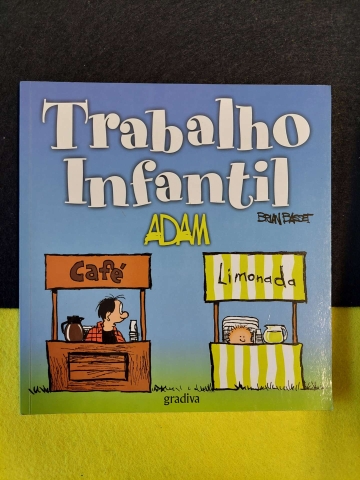 Trabalho
Infantil
ADAM
BRIAN BASSET
Café
Limonada
gradiva